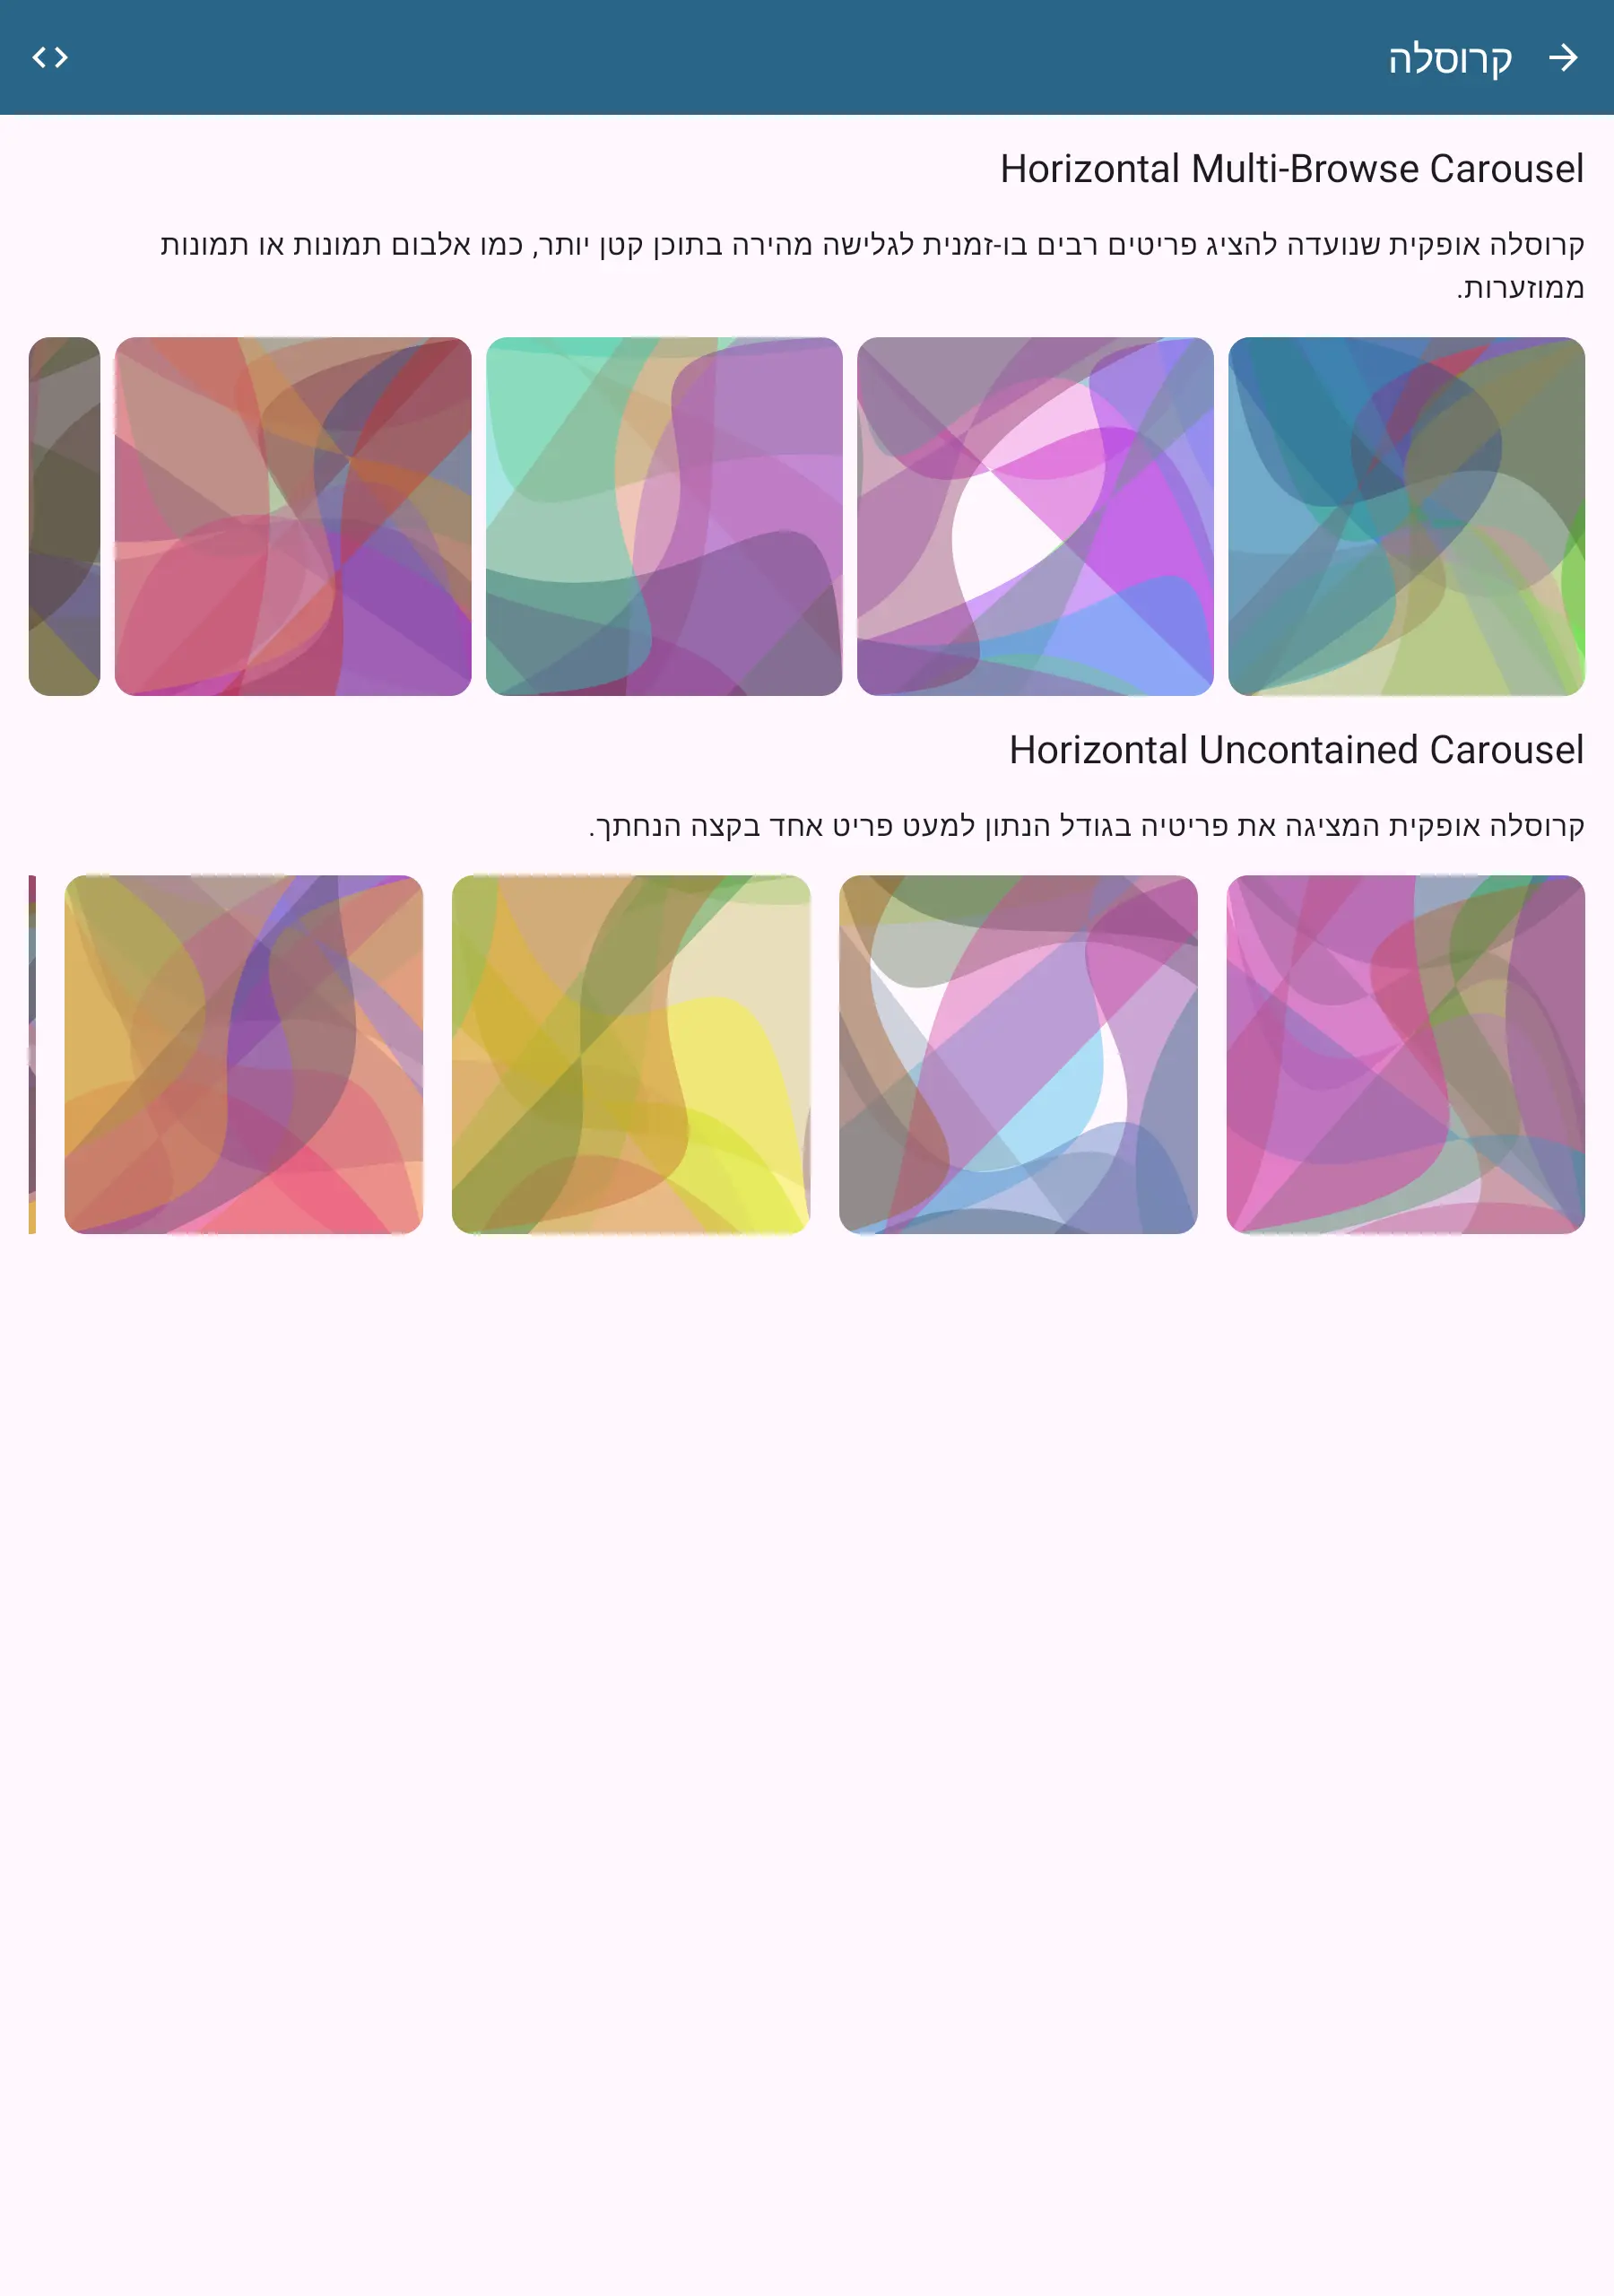 קרוסלה
Horizontal Multi-Browse Carousel
קרוסלה אופקית שנועדה להציג פריטים רבים בו-זמנית לגלישה מהירה בתוכן קטן יותר, כמו אלבום תמונות או תמונות
ממוזערות.
Horizontal Uncontained Carousel
קרוסלה אופקית המציגה את פריטיה בגודל הנתון למעט פריט אחד בקצה הנחתך.